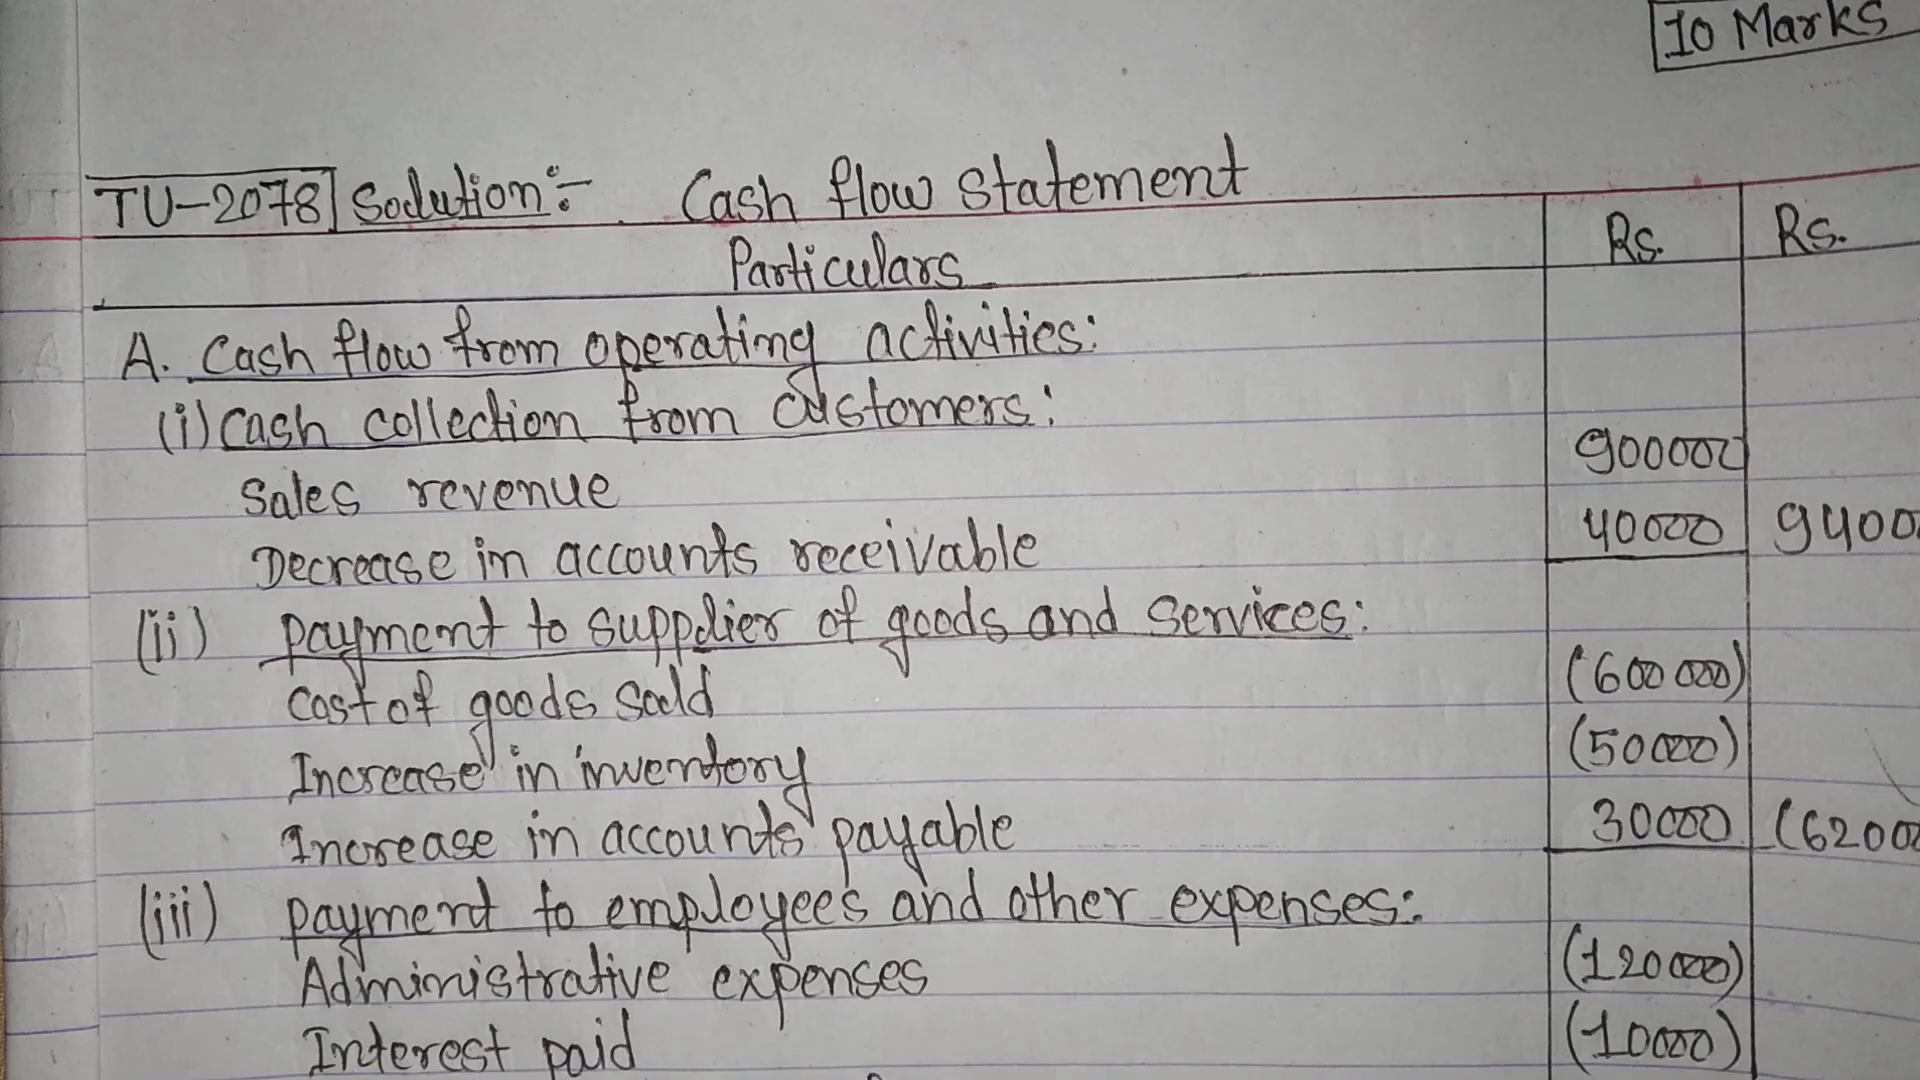 10 Marks
TU-2078 Solution:- Cash flow statement
Particulars Rs. Rs.
A. Cash flow from operating activities:
(i) Cash collection from customers:
Sales revenue 900000
Decrease in accounts receivable 40000 9400
(ii) payment to supplier of goods and services:
Cost of goods sold (600000)
Increase in inventory (50000)
Increase in accounts payable 30000 (6200
(iii) payment to employees and other expenses:
Administrative expenses (120000)
Interest paid (10000)